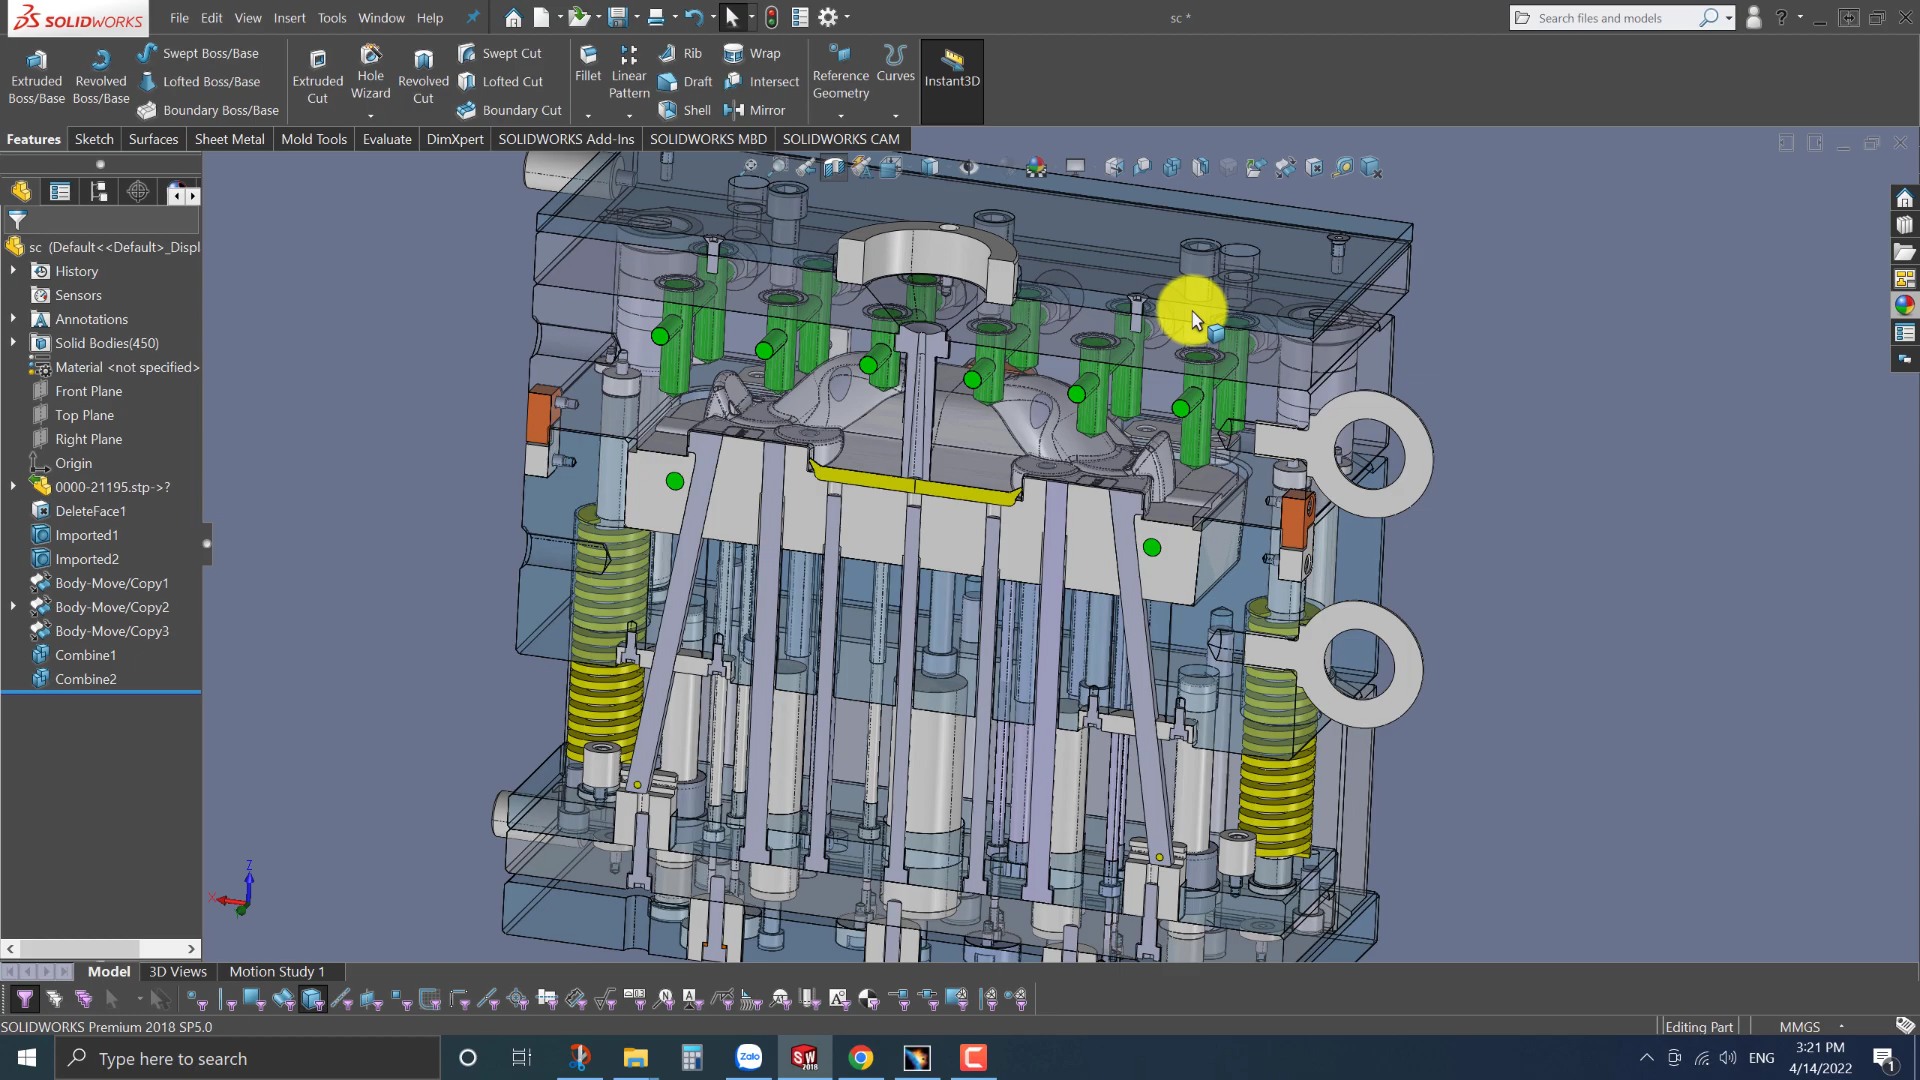 SOLIDWORKS File Edit View Insert Tools Window Help sc * Search files and models
Extruded Boss/Base
Revolved Boss/Base
Swept Boss/Base
Lofted Boss/Base
Boundary Boss/Base
Extruded Cut
Hole Wizard
Revolved Cut
Swept Cut
Lofted Cut
Boundary Cut
Fillet
Linear Pattern
Rib
Draft
Shell
Wrap
Intersect
Mirror
Reference Geometry
Curves
Instant3D
Features Sketch Surfaces Sheet Metal Mold Tools Evaluate DimXpert SOLIDWORKS Add-Ins SOLIDWORKS MBD SOLIDWORKS CAM
sc (Default<<Default>_Displ
History
Sensors
Annotations
Solid Bodies(450)
Material <not specified>
Front Plane
Top Plane
Right Plane
Origin
0000-21195.stp->?
DeleteFace1
Imported1
Imported2
Body-Move/Copy1
Body-Move/Copy2
Body-Move/Copy3
Combine1
Combine2
Z
X
Model 3D Views Motion Study 1
SOLIDWORKS Premium 2018 SP5.0 Editing Part MMGS
Type here to search
Zalo
SW
2018
ENG
3:21 PM
4/14/2022
1